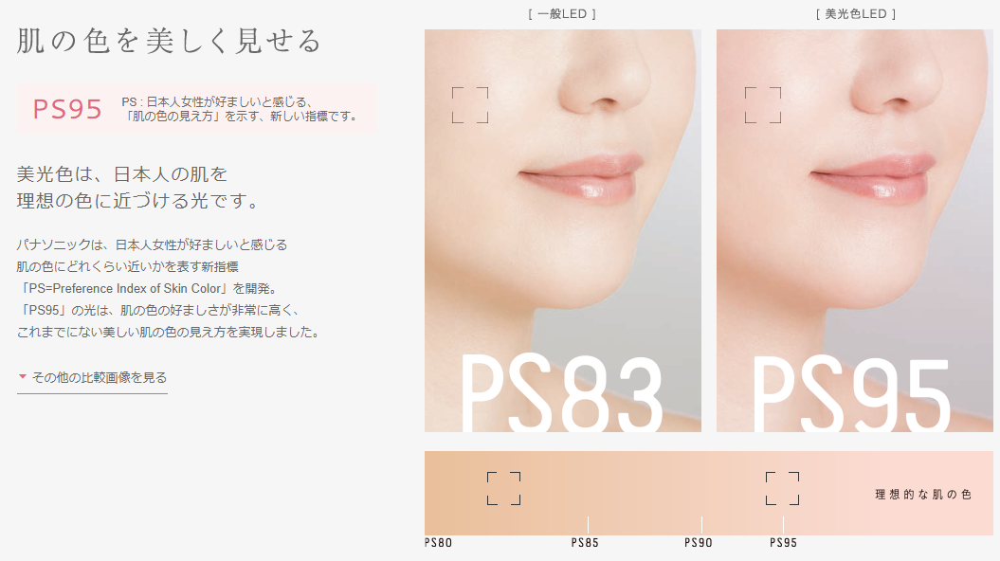 肌の色を美しく見せる
PS95
PS : 日本人女性が好ましいと感じる、
「肌の色の見え方」を示す、新しい指標です。
美光色は、日本人の肌を
理想の色に近づける光です。
パナソニックは、日本人女性が好ましいと感じる
肌の色にどれくらい近いかを表す新指標
「PS=Preference Index of Skin Color」を開発。
「PS95」の光は、肌の色の好ましさが非常に高く、
これまでにない美しい肌の色の見え方を実現しました。
その他の比較画像を見る
[ 一般LED ]
[ 美光色LED ]
PS83
PS95
理想的な肌の色
PS80
PS85
PS90
PS95